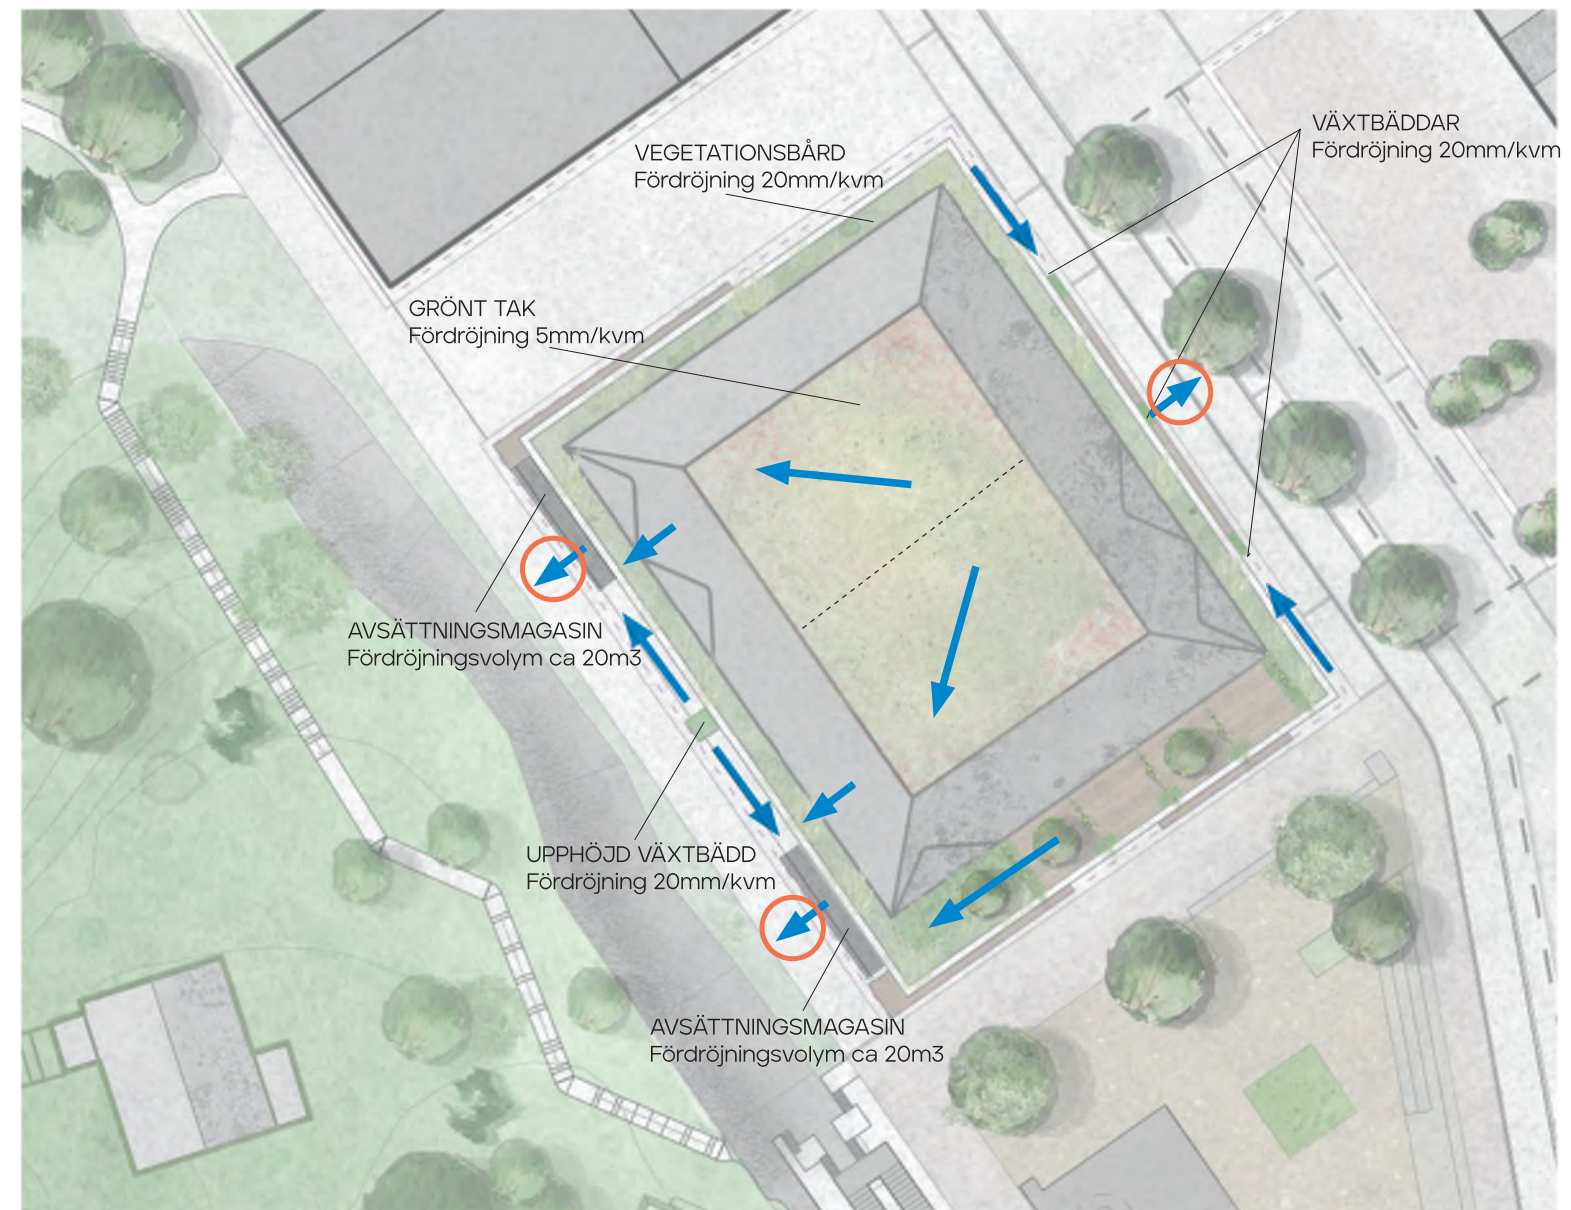 VÄXTBÄDDAR
Fördröjning 20mm/kvm
VEGETATIONSBÅRD
Fördröjning 20mm/kvm
GRÖNT TAK
Fördröjning 5mm/kvm
AVSÄTTNINGSMAGASIN
Fördröjningsvolym ca 20m3
UPPHÖJD VÄXTBÄDD
Fördröjning 20mm/kvm
AVSÄTTNINGSMAGASIN
Fördröjningsvolym ca 20m3